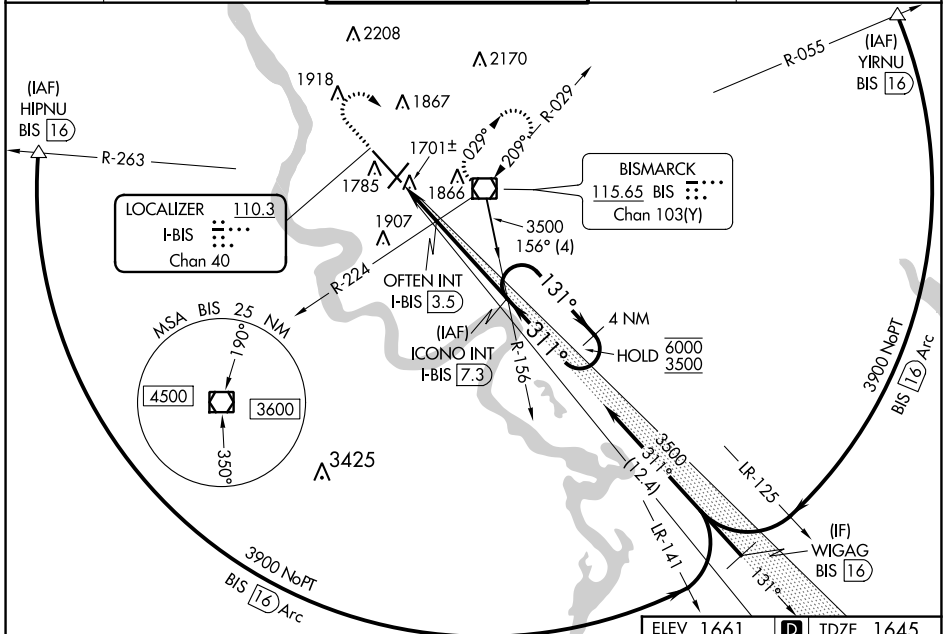 2208
2170
R-055
(IAF)
YIRNU
BIS 16
(IAF)
HIPNU
BIS 16
1918
1867
029°
209°
R-029
R-263
1701±
1785
1866
BISMARCK
115.65 BIS
Chan 103(Y)
LOCALIZER 110.3
I-BIS
Chan 40
1907
3500
156° (4)
R-224
OFTEN INT
I-BIS 3.5
131°
4 NM
(IAF)
ICONO INT
I-BIS 7.3
311°
HOLD 6000
3500
R-156
3900 NoPT
BIS 16 Arc
MSA BIS 25 NM
190°
4500
3600
350°
3425
3500
311°
(12.4)
LR-125
LR-141
(IF)
WIGAG
BIS 16
131°
3900 NoPT
BIS 16 Arc
ELEV 1661
D
TDZE 1645